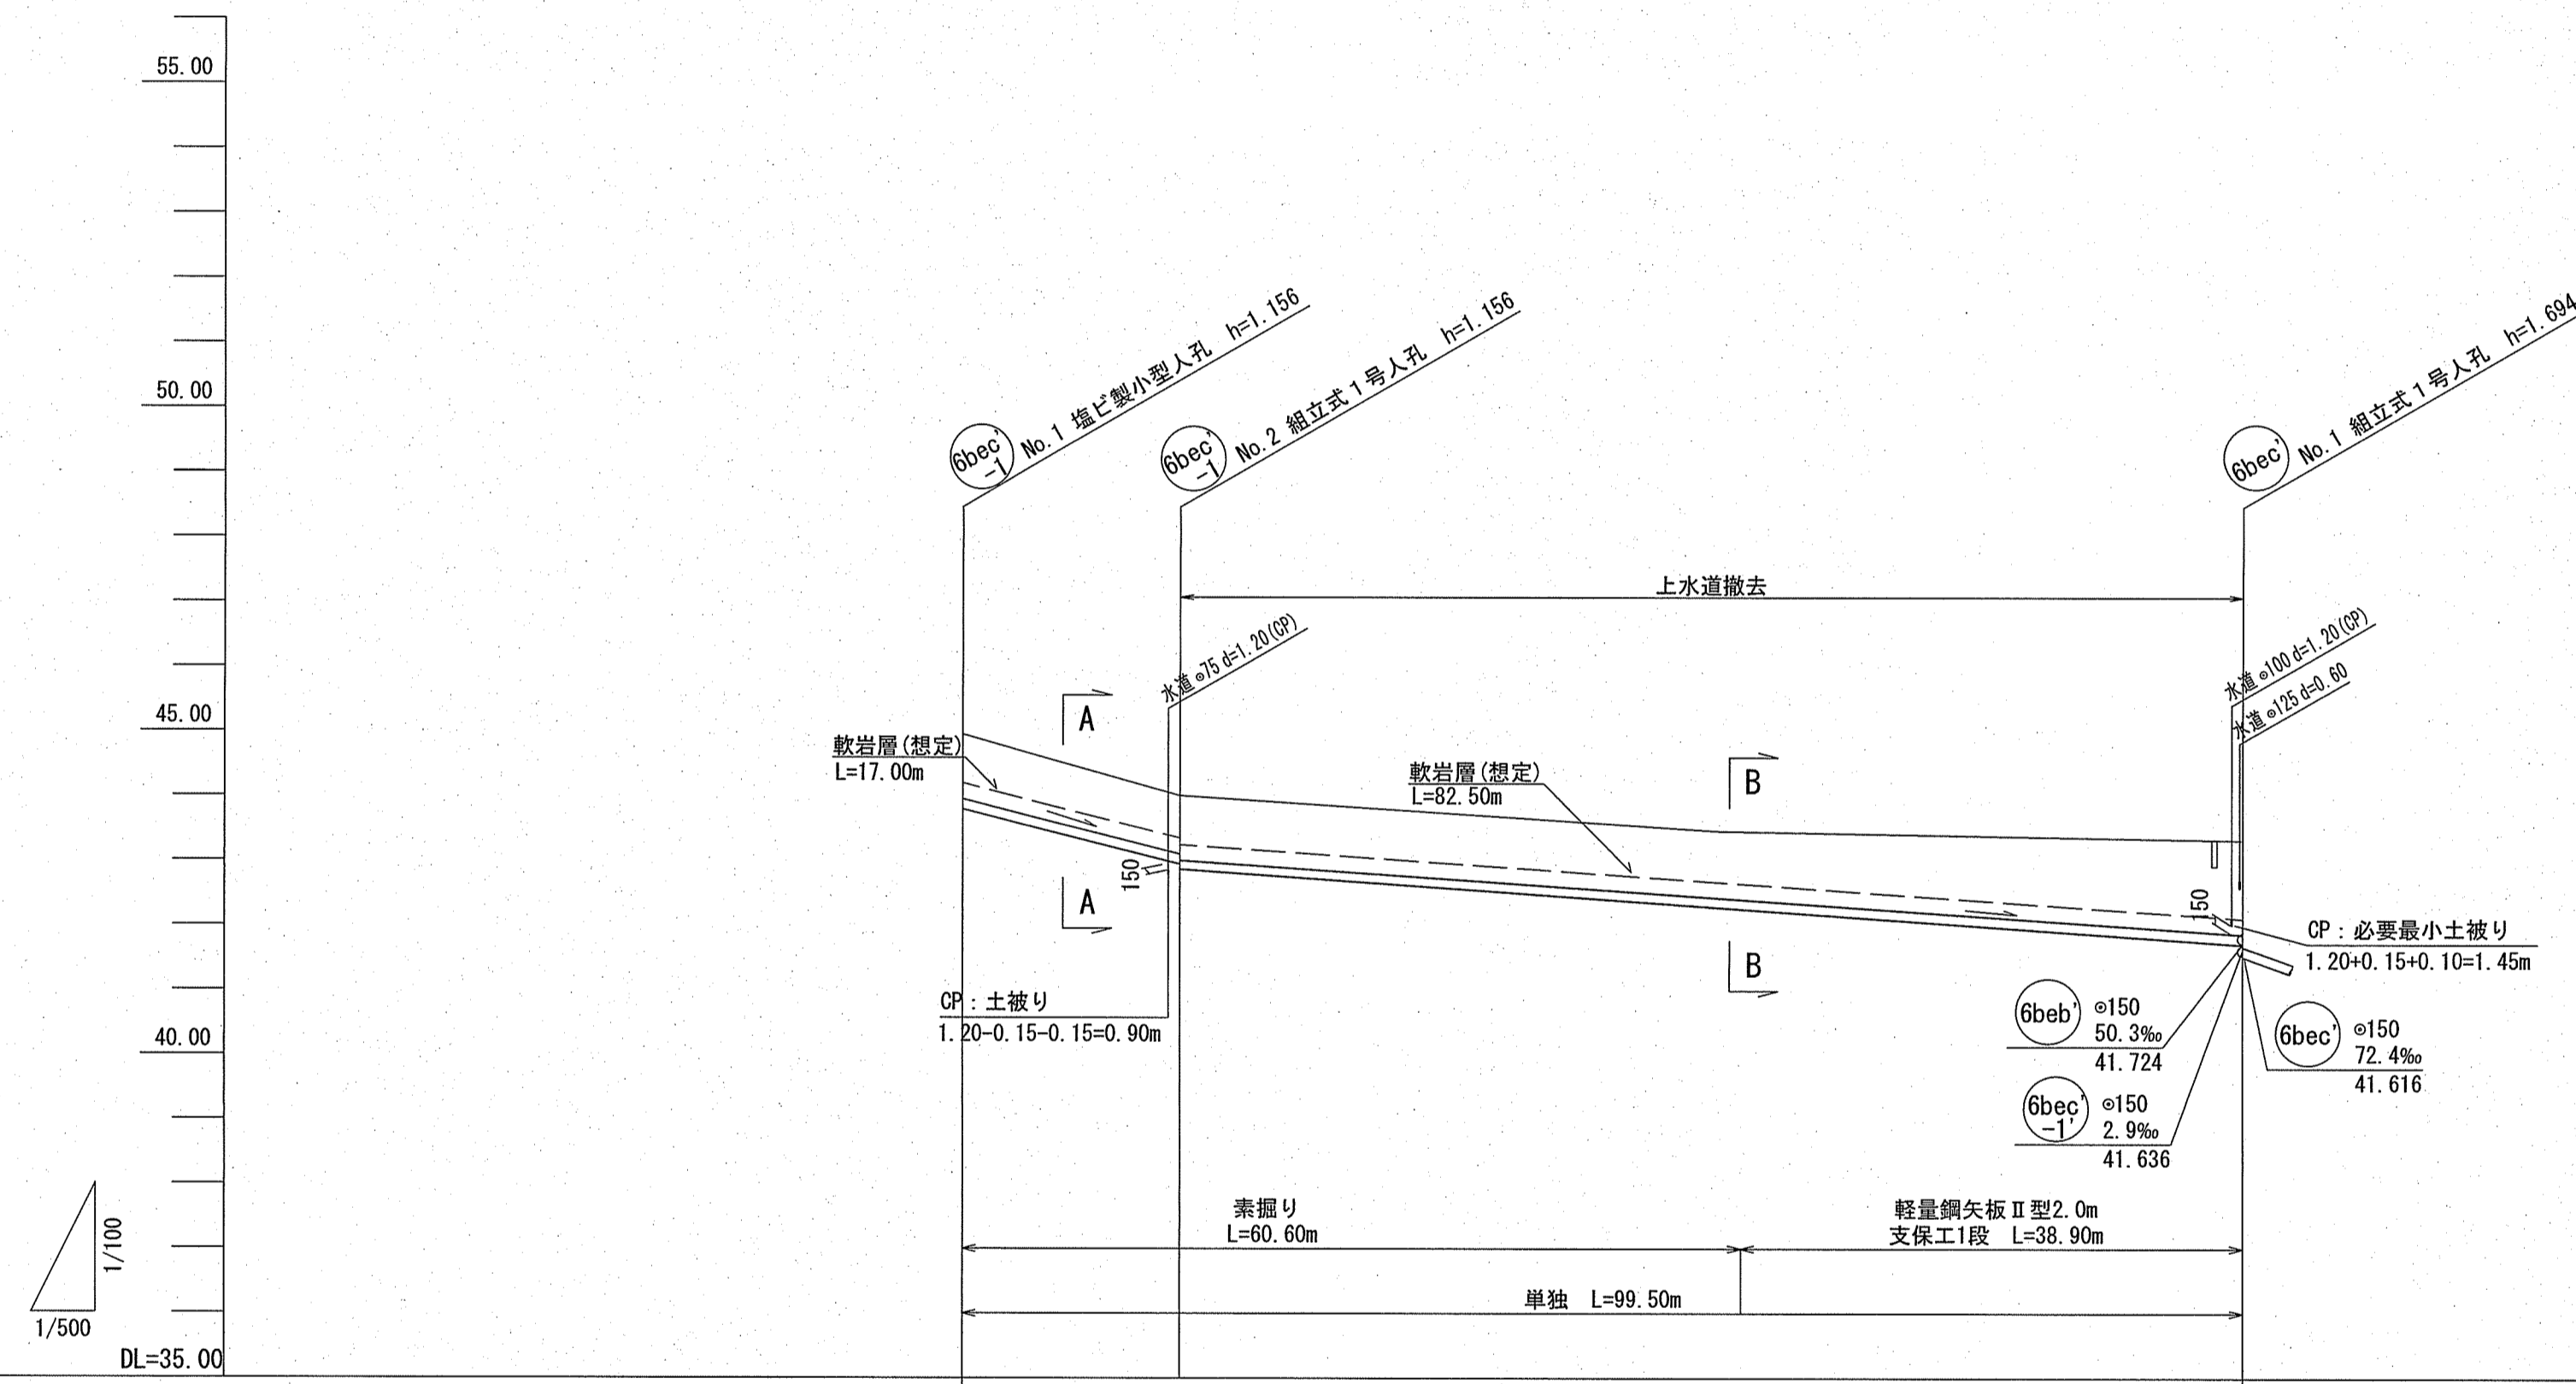 55.00
50.00
45.00
40.00
DL=35.00
1/100
1/500
6bec'
-1
No.1 塩ビ製小型人孔 h=1.156
6bec'
-1
No.2 組立式1号人孔 h=1.156
6bec'
No.1 組立式1号人孔 h=1.694
上水道撤去
水道 ⌾75 d=1.20(CP)
水道 ⌾100 d=1.20(CP)
水道 ⌾125 d=0.60
A
B
軟岩層(想定)
L=17.00m
軟岩層(想定)
L=82.50m
150
150
A
B
CP:土被り
1.20-0.15-0.15=0.90m
CP:必要最小土被り
1.20+0.15+0.10=1.45m
6beb'
⌾150
50.3‰
41.724
6bec'
⌾150
72.4‰
41.616
6bec'
-1'
⌾150
2.9‰
41.636
素掘り
L=60.60m
軽量鋼矢板Ⅱ型2.0m
支保工1段 L=38.90m
単独 L=99.50m